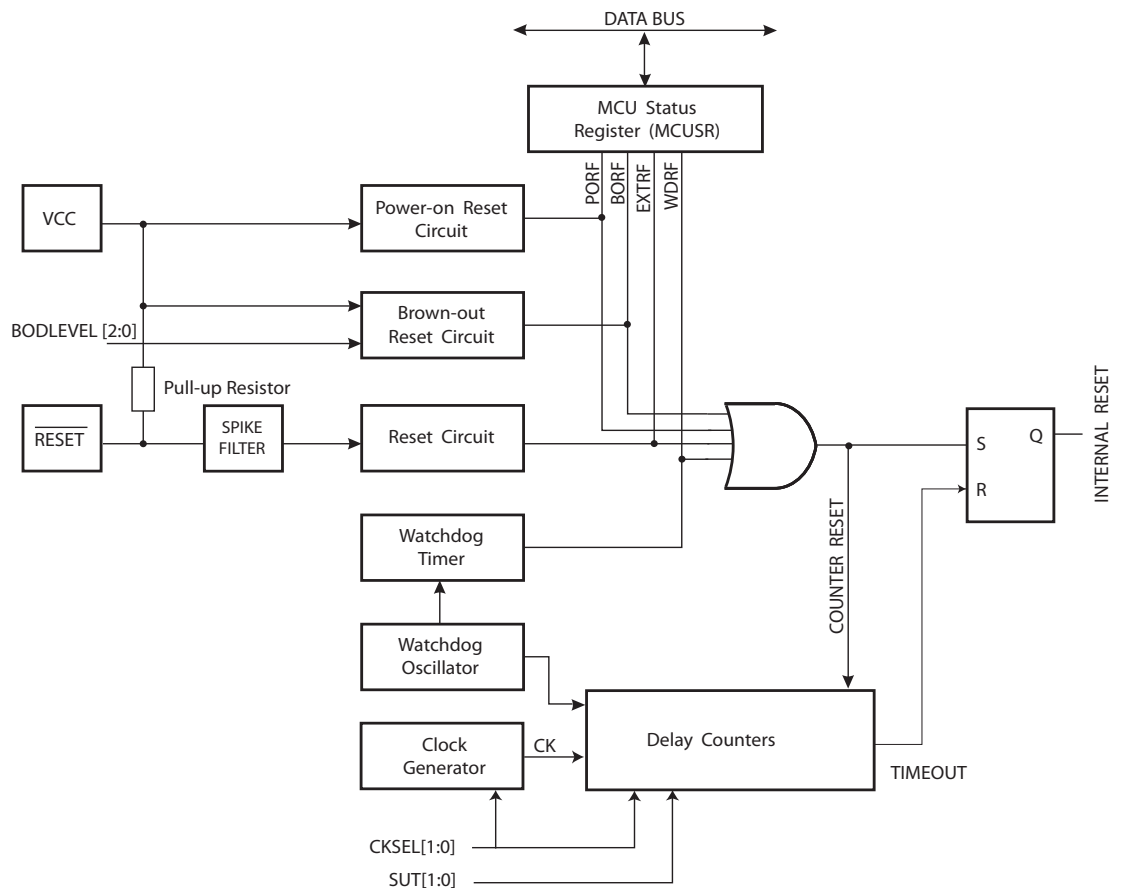 DATA BUS
MCU Status
Register (MCUSR)
PORF
BORF
EXTRF
WDRF
VCC
Power-on Reset
Circuit
BODLEVEL [2:0]
Brown-out
Reset Circuit
Pull-up Resistor
RESET
SPIKE
FILTER
Reset Circuit
S
Q
R
INTERNAL RESET
Watchdog
Timer
COUNTER RESET
Watchdog
Oscillator
Clock
Generator
CK
Delay Counters
TIMEOUT
CKSEL[1:0]
SUT[1:0]